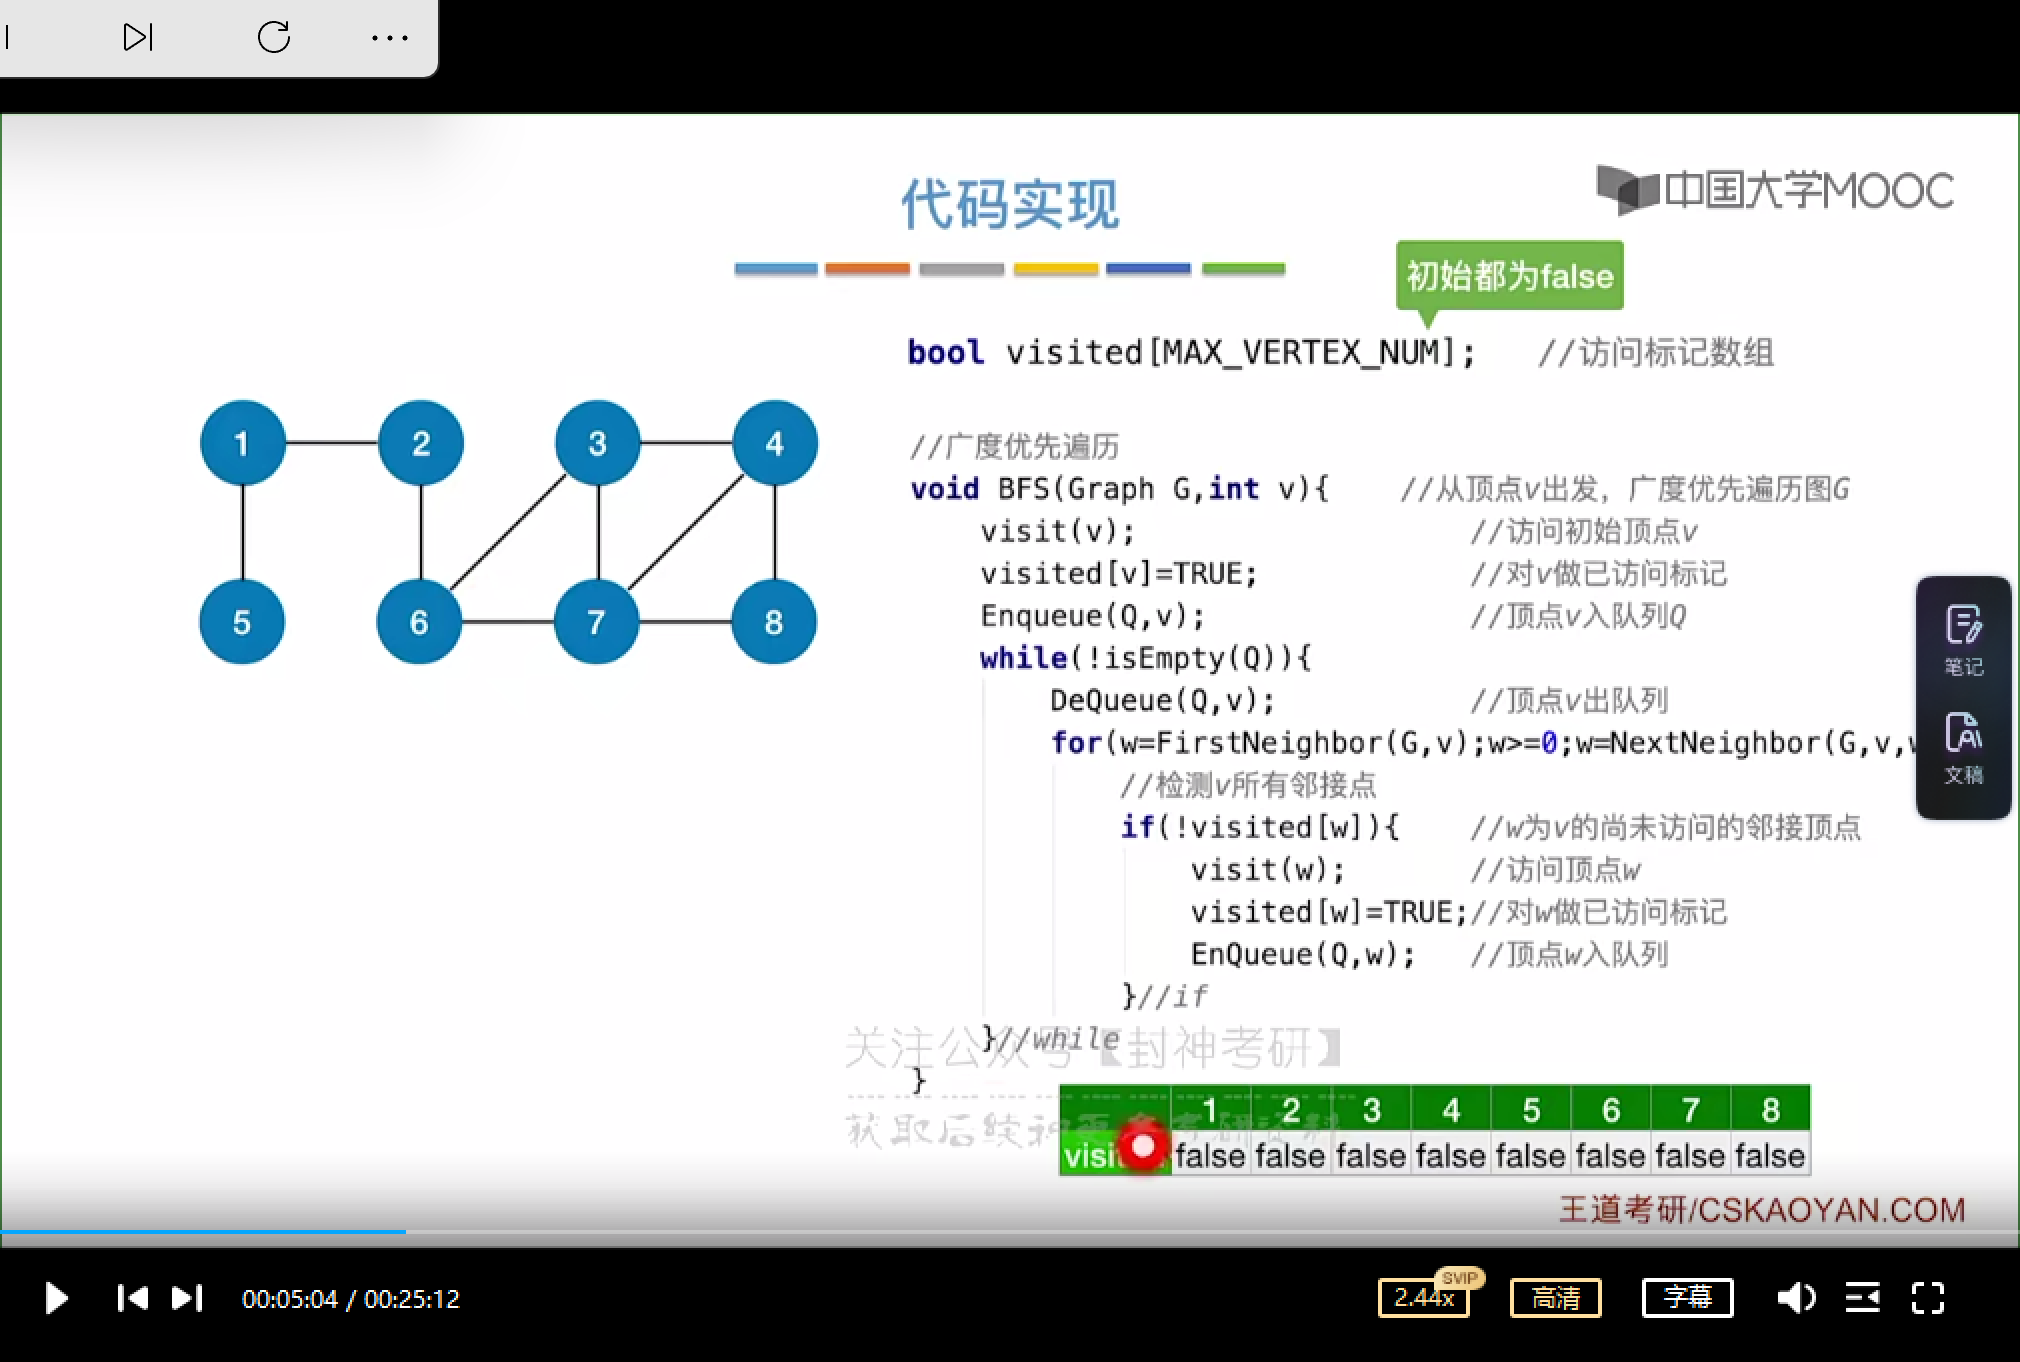 代码实现
中国大学MOOC
初始都为false
bool visited[MAX_VERTEX_NUM]; //访问标记数组
1 2 3 4
5 6 7 8
//广度优先遍历
void BFS(Graph G,int v){ //从顶点v出发, 广度优先遍历图G
visit(v); //访问初始顶点v
visited[v]=TRUE; //对v做已访问标记
Enqueue(Q,v); //顶点v入队列Q
while(!isEmpty(Q)){
DeQueue(Q,v); //顶点v出队列
for(w=FirstNeighbor(G,v);w>=0;w=NextNeighbor(G,v,
//检测v所有邻接点
if(!visited[w]){ //w为v的尚未访问的邻接顶点
visit(w); //访问顶点w
visited[w]=TRUE;//对w做已访问标记
EnQueue(Q,w); //顶点w入队列
}//if
}//while
}
关注公众号【封神考研】
获取后续
1 2 3 4 5 6 7 8
visi false false false false false false false false
王道考研/CSKAOYAN.COM
笔记
文稿
00:05:04 / 00:25:12
2.44x
SVIP
高清
字幕